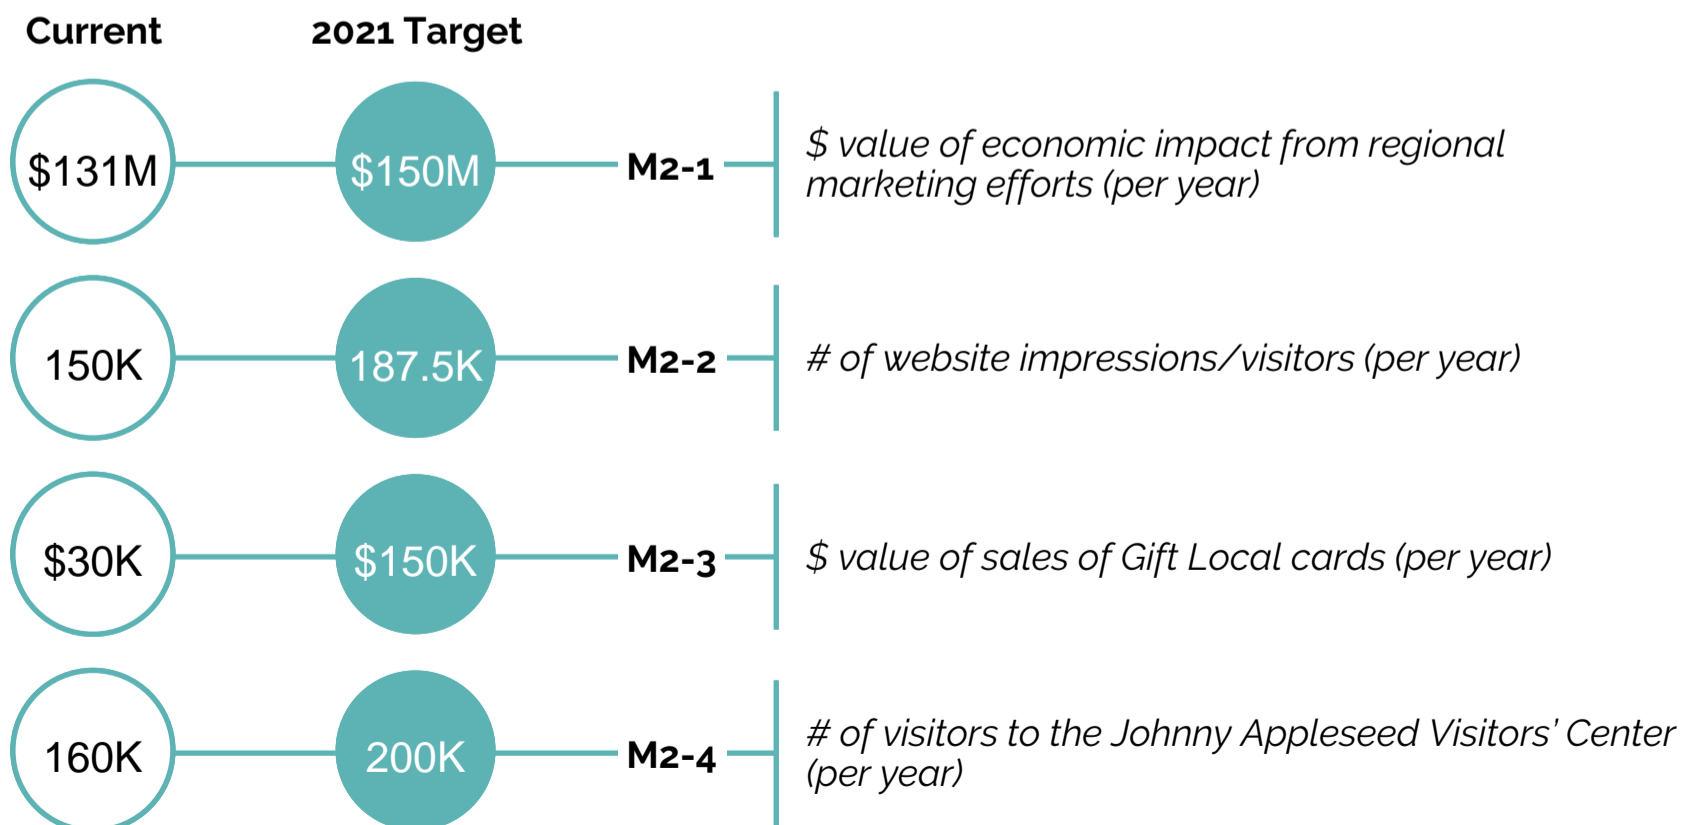 Current 2021 Target
$131M $150M M2-1 $ value of economic impact from regional
marketing efforts (per year)
150K 187.5K M2-2 # of website impressions/visitors (per year)
$30K $150K M2-3 $ value of sales of Gift Local cards (per year)
160K 200K M2-4 # of visitors to the Johnny Appleseed Visitors’ Center
(per year)